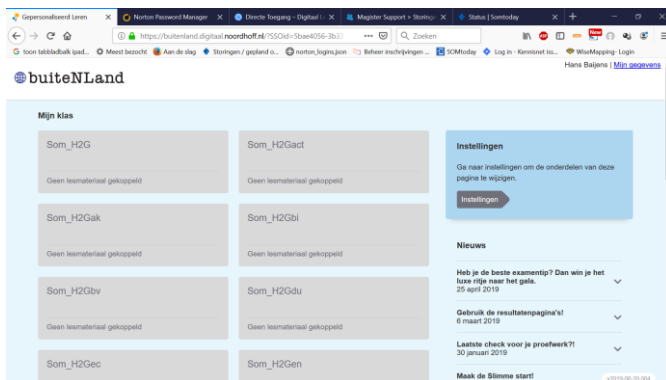 Gepersonaliseerd Leren
Norton Password Manager
Directe Toegang – Digitaal L
Magister Support > Storinge
Status | Somtoday
https://buitenland.digitaal.noordhoff.nl/?SSOid=5bae4056-3b33
Zoeken
New
toon tabbladbalk ipad.
Meest bezocht
Aan de slag
Storingen / gepland o...
norton_logins.json
Beheer inschrijvingen ...
SOMtoday
Log in - Kennisnet iss...
WiseMapping- Login
Hans Baijens | Mijn gegevens
buiteNLand
Mijn klas
Som_H2G
Geen lesmateriaal gekoppeld
Som_H2Gact
Geen lesmateriaal gekoppeld
Som_H2Gak
Geen lesmateriaal gekoppeld
Som_H2Gbi
Geen lesmateriaal gekoppeld
Som_H2Gbv
Geen lesmateriaal gekoppeld
Som_H2Gdu
Geen lesmateriaal gekoppeld
Som_H2Gec
Som_H2Gen
Instellingen
Ga naar instellingen om de onderdelen van deze
pagina te wijzigen.
Instellingen
Nieuws
Heb je de beste examentip? Dan win je het
luxe ritje naar het gala.
25 april 2019
Gebruik de resultatenpagina's!
6 maart 2019
Laatste check voor je proefwerk?!
30 januari 2019
Maak de Slimme start!